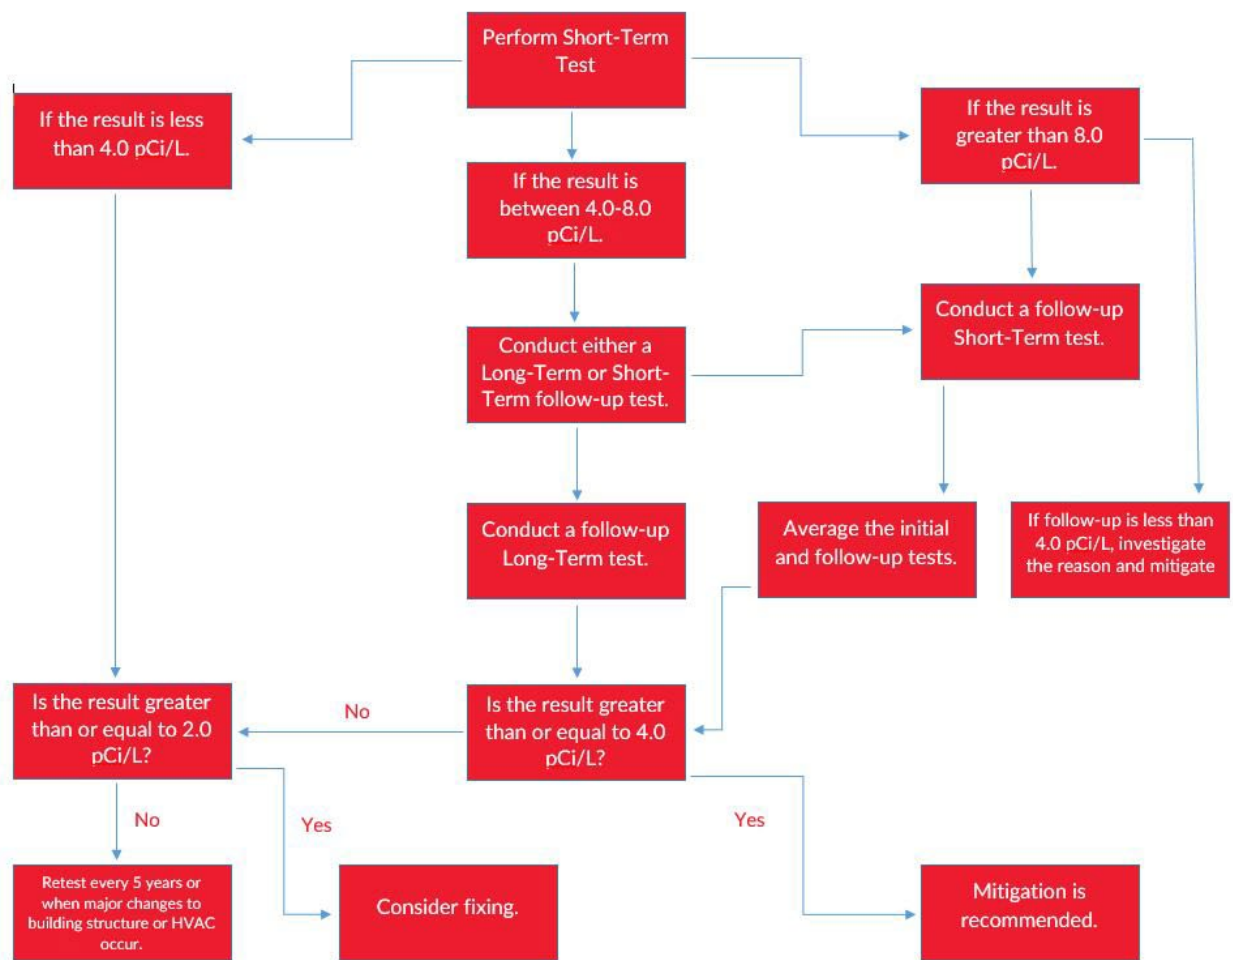 Perform Short-Term
Test
If the result is less
than 4.0 pCi/L.
If the result is
greater than 8.0
pCi/L.
If the result is
between 4.0-8.0
pCi/L.
Conduct a follow-up
Short-Term test.
Conduct either a
Long-Term or Short-
Term follow-up test.
Conduct a follow-up
Long-Term test.
Average the initial
and follow-up tests.
If follow-up is less than
4.0 pCi/L, investigate
the reason and mitigate
Is the result greater
than or equal to 2.0
pCi/L?
No
Is the result greater
than or equal to 4.0
pCi/L?
No
Yes
Yes
Retest every 5 years or
when major changes to
building structure or HVAC
occur.
Consider fixing.
Mitigation is
recommended.